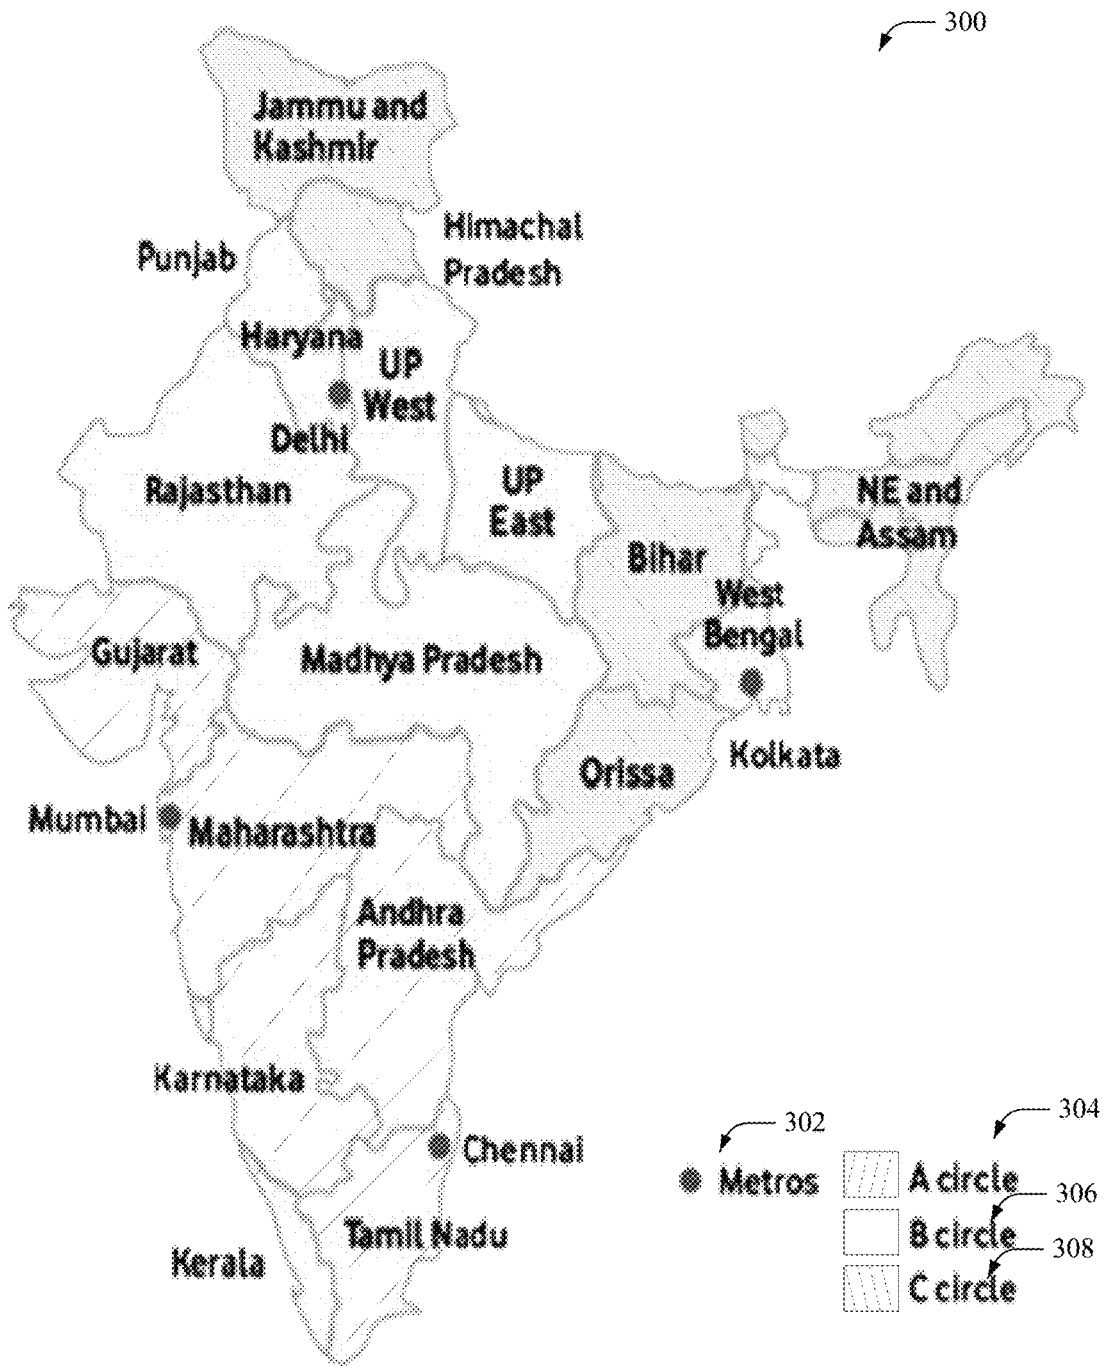 300
Jammu and
Kashmir
Himachal
Pradesh
Punjab
Haryana
UP
West
Delhi
Rajasthan
UP
East
NE and
Assam
Bihar
West
Bengal
Gujarat
Madhya Pradesh
Kolkata
Orissa
Mumbai
Maharashtra
Andhra
Pradesh
Karnataka
Chennai
Tamil Nadu
Kerala
302
Metros
304
A circle
306
B circle
308
C circle